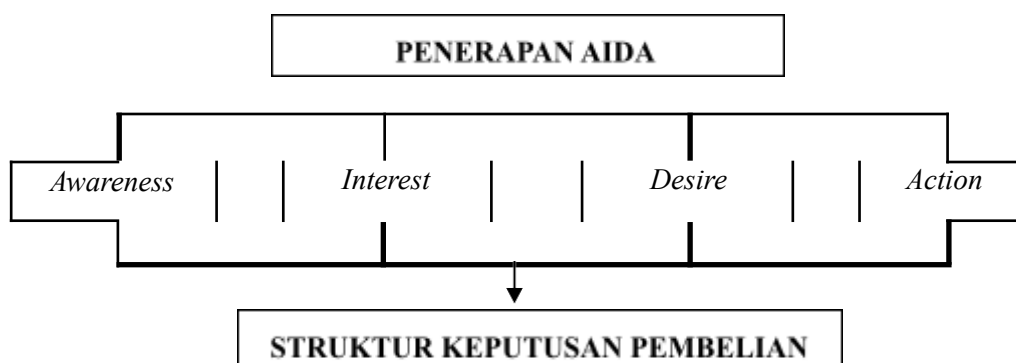 PENERAPAN AIDA
Awareness Interest Desire Action
STRUKTUR KEPUTUSAN PEMBELIAN